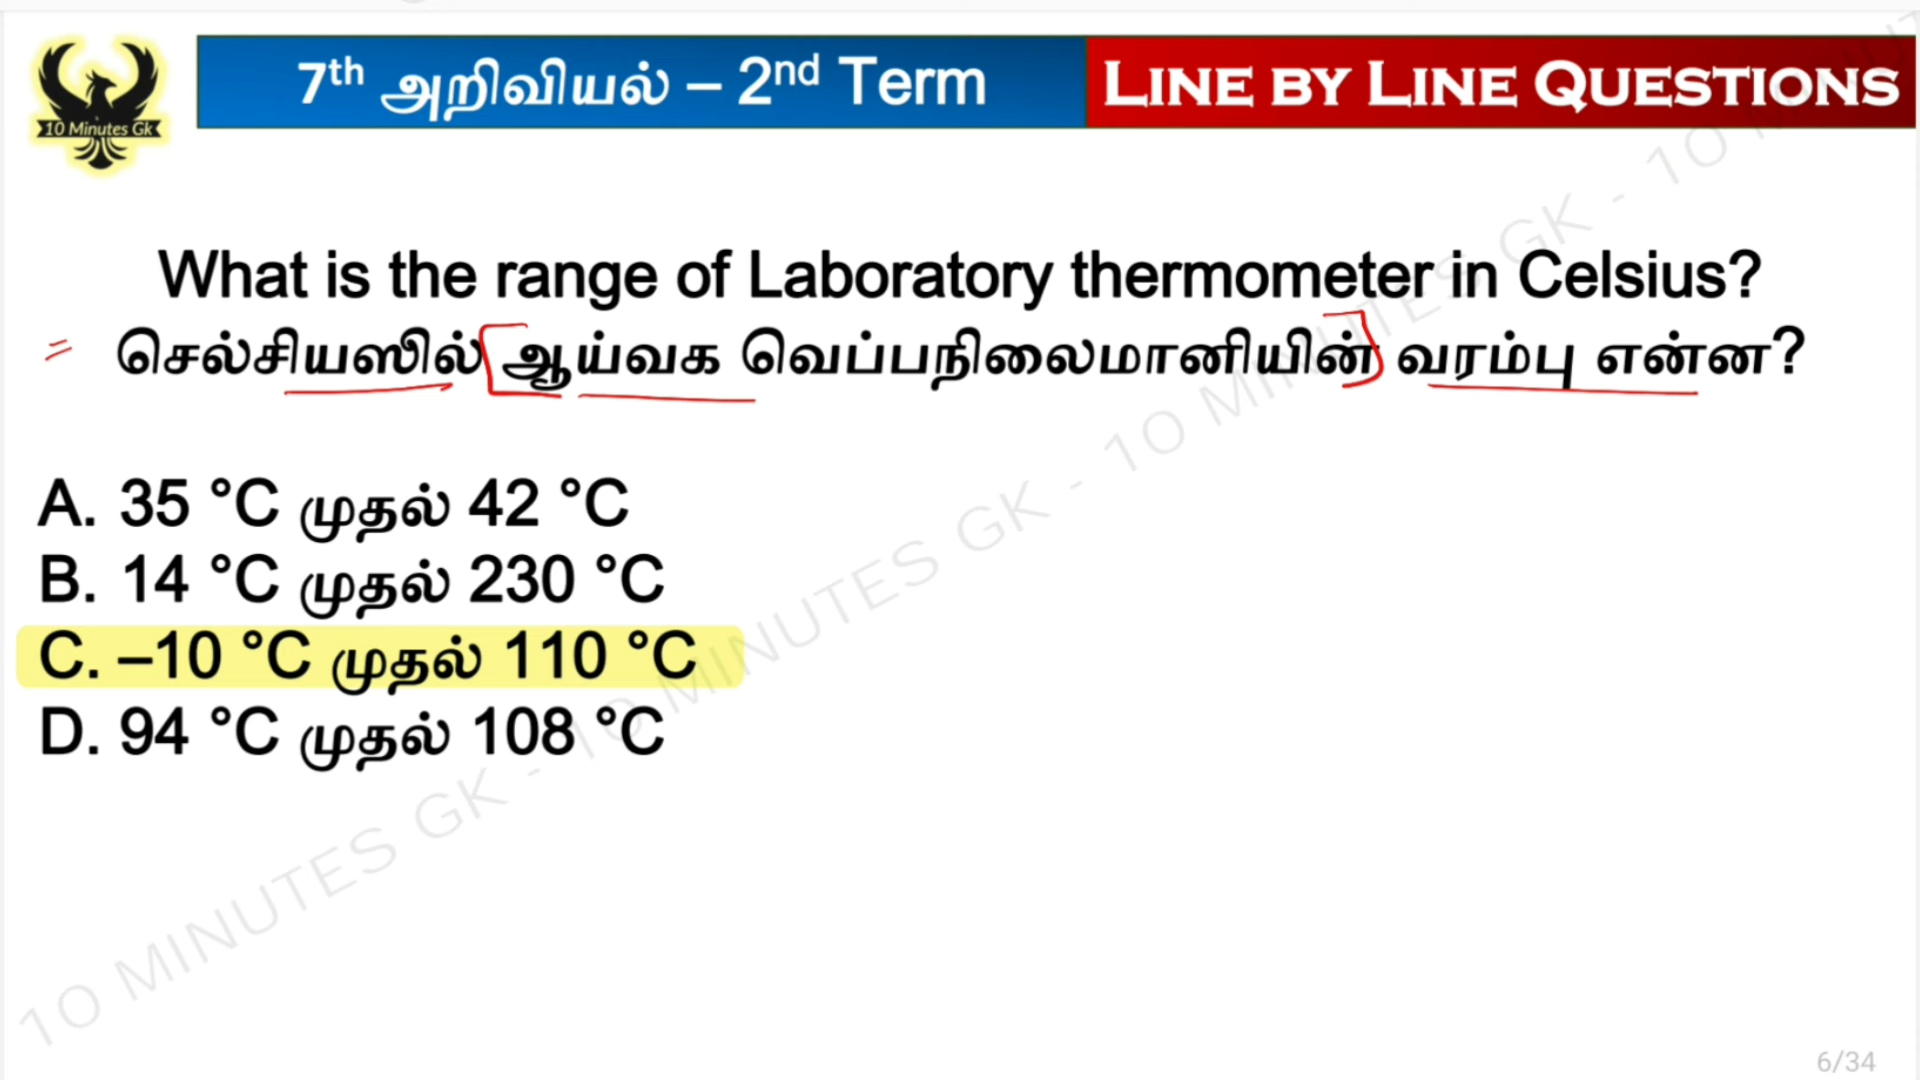 10 Minutes Gk
7th அறிவியல் – 2nd Term
LINE BY LINE QUESTIONS
What is the range of Laboratory thermometer in Celsius?
செல்சியஸில் ஆய்வக வெப்பநிலைமானியின் வரம்பு என்ன?
A. 35 °C முதல் 42 °C
B. 14 °C முதல் 230 °C
C. –10 °C முதல் 110 °C
D. 94 °C முதல் 108 °C
10 MINUTES GK - 10 MINUTES GK - 10 MINUTES GK - 10 MINUT
6/34